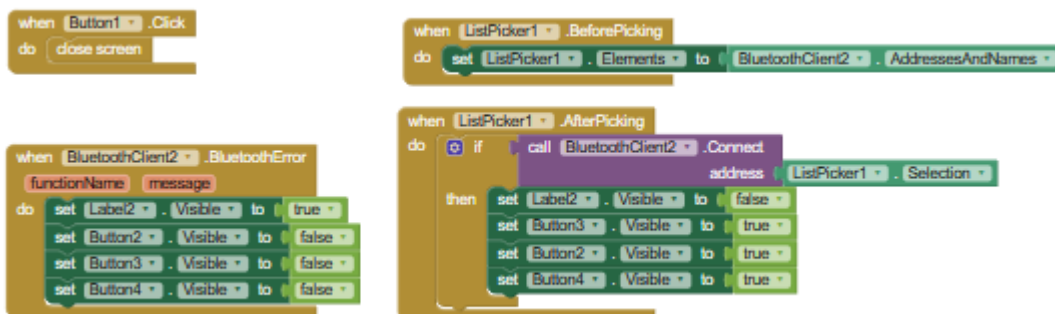 when Button1 .Click
do close screen
when ListPicker1 .BeforePicking
do set ListPicker1 . Elements to BluetoothClient2 . AddressesAndNames
when BluetoothClient2 .BluetoothError
functionName message
do set Label2 . Visible to true
set Button2 . Visible to false
set Button3 . Visible to false
set Button4 . Visible to false
when ListPicker1 .AfterPicking
do if call BluetoothClient2 .Connect
address ListPicker1 . Selection
then set Label2 . Visible to false
set Button3 . Visible to true
set Button2 . Visible to true
set Button4 . Visible to true